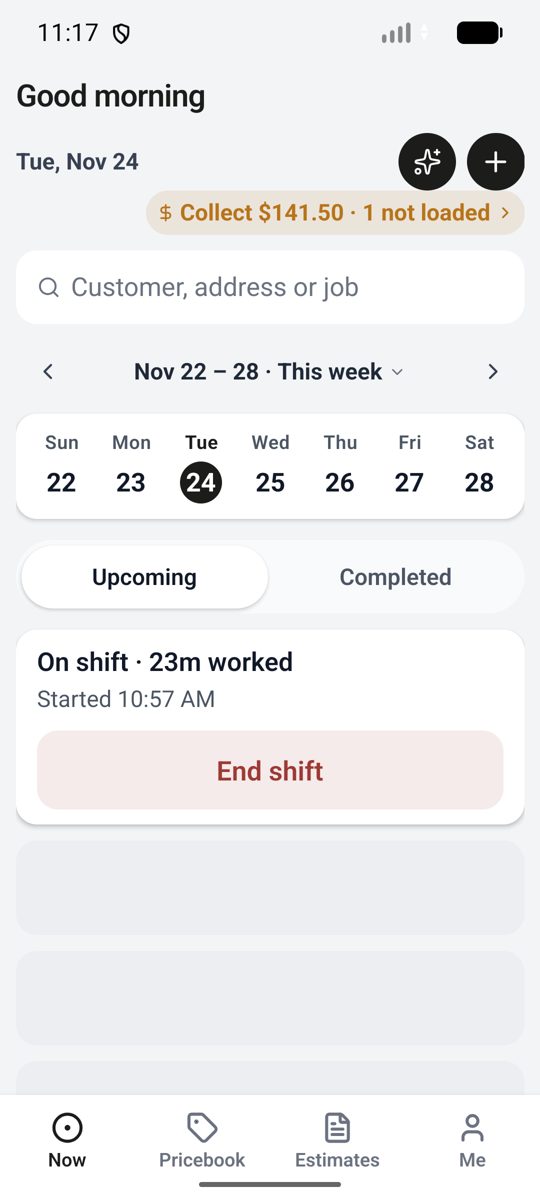 11:17
Good morning
Tue, Nov 24
$ Collect $141.50 · 1 not loaded
Customer, address or job
Nov 22 – 28 · This week
Sun Mon Tue Wed Thu Fri Sat
22 23 24 25 26 27 28
Upcoming Completed
On shift · 23m worked
Started 10:57 AM
End shift
Now Pricebook Estimates Me